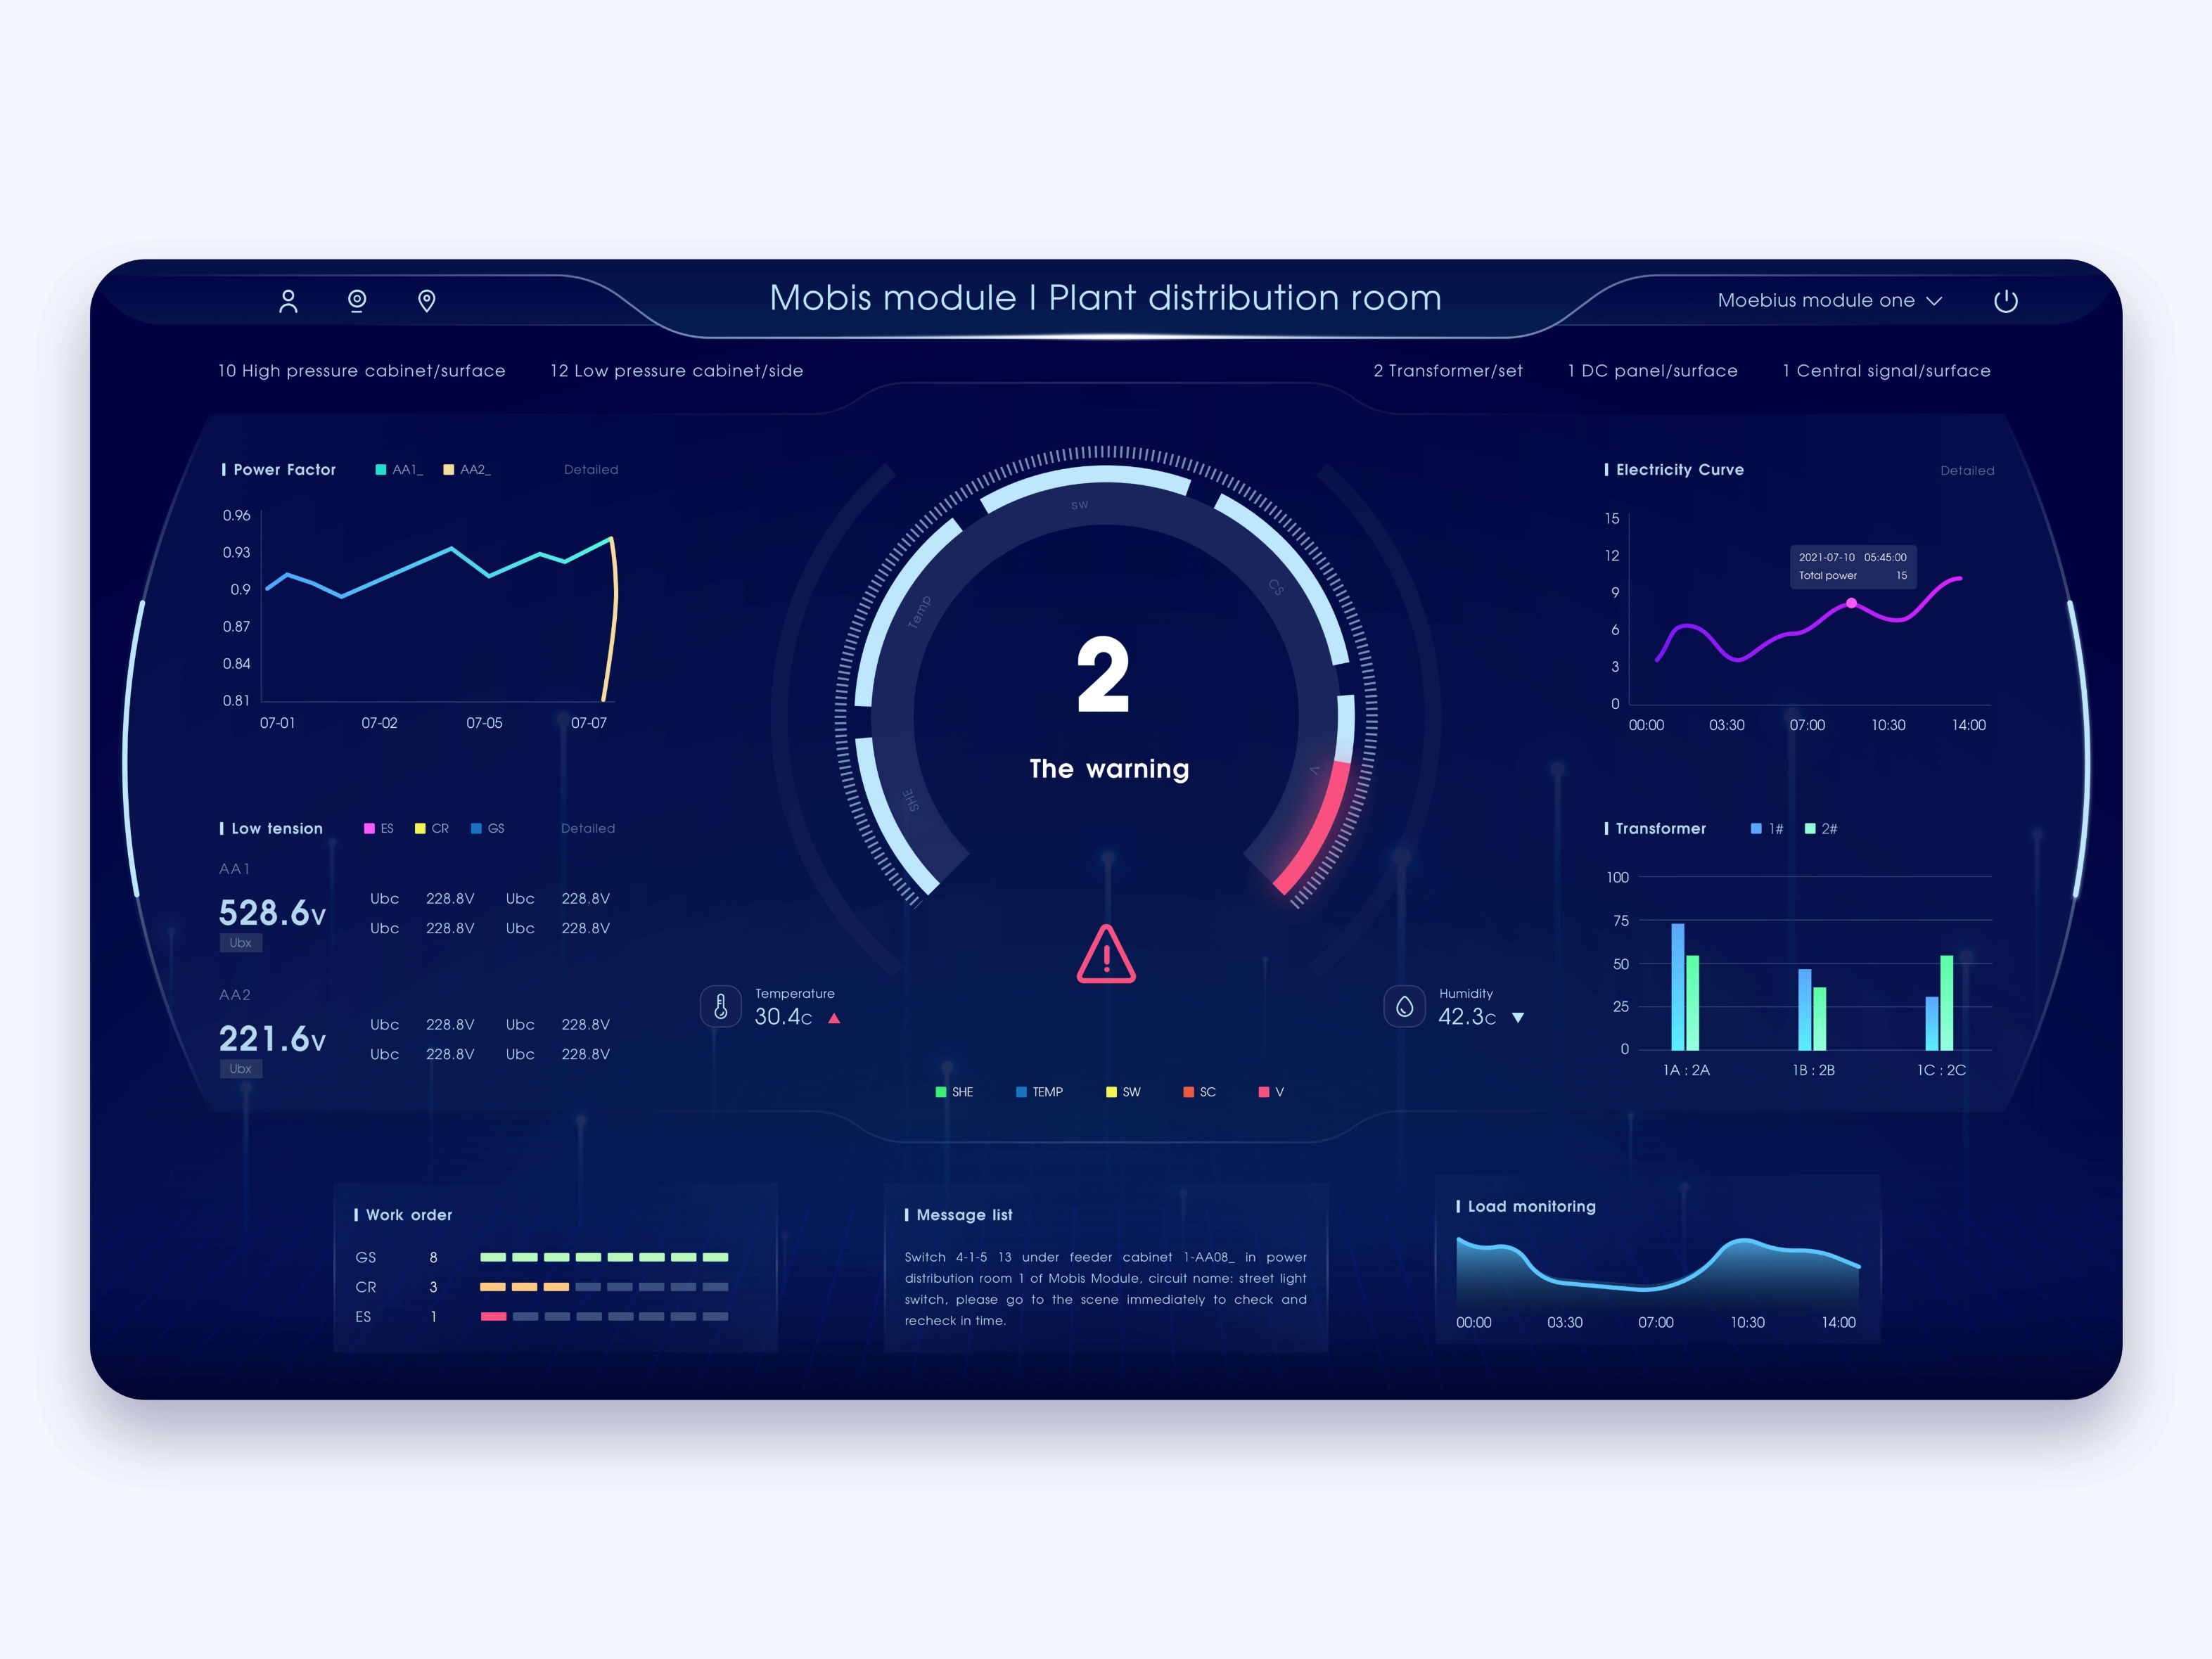 Mobis module | Plant distribution room
Moebius module one
10 High pressure cabinet/surface
12 Low pressure cabinet/side
2 Transformer/set
1 DC panel/surface
1 Central signal/surface
Power Factor
AA1_
AA2_
Detailed
0.96
0.93
0.9
0.87
0.84
0.81
07-01 07-02 07-05 07-07
Low tension
ES
CR
GS
Detailed
AA1
528.6V
Ubx
Ubc 228.8V Ubc 228.8V
Ubc 228.8V Ubc 228.8V
AA2
221.6V
Ubx
Ubc 228.8V Ubc 228.8V
Ubc 228.8V Ubc 228.8V
SHE
Temp
sw
CS
V
2
The warning
Temperature
30.4C
Humidity
42.3C
SHE
TEMP
SW
SC
V
Electricity Curve
Detailed
15
12
9
6
3
0
2021-07-10 05:45:00
Total power 15
00:00 03:30 07:00 10:30 14:00
Transformer
1#
2#
100
75
50
25
0
1A : 2A 1B : 2B 1C : 2C
Work order
GS 8
CR 3
ES 1
Message list
Switch 4-1-5 13 under feeder cabinet 1-AA08_ in power
distribution room 1 of Mobis Module, circuit name: street light
switch, please go to the scene immediately to check and
recheck in time.
Load monitoring
00:00 03:30 07:00 10:30 14:00